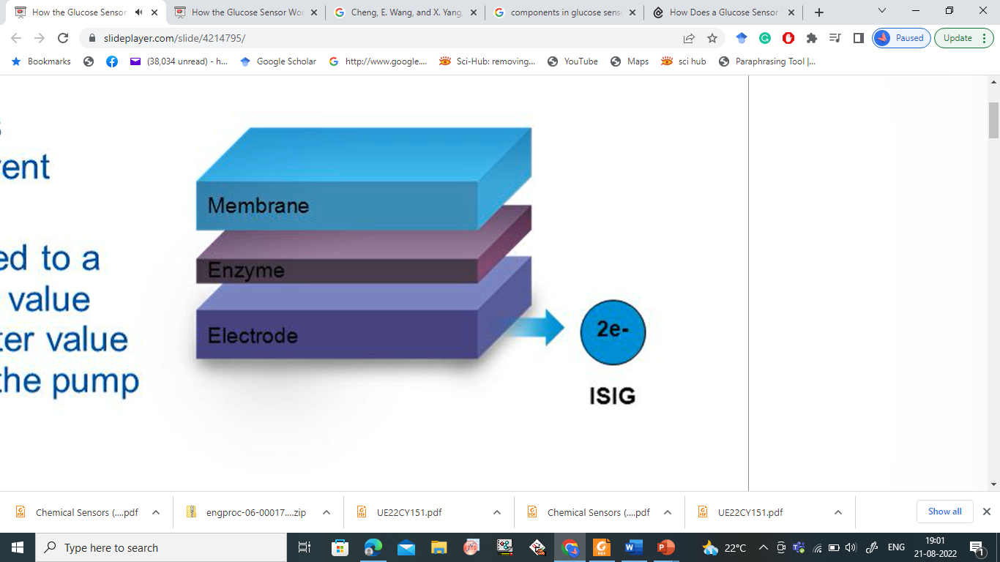 How the Glucose Sensor
How the Glucose Sensor Wor
Cheng, E. Wang, and X. Yang,
components in glucose sens
How Does a Glucose Sensor
slideplayer.com/slide/4214795/
Paused
Update
Bookmarks
(38,034 unread) - h...
Google Scholar
http://www.google....
Sci-Hub: removing...
YouTube
Maps
sci hub
Paraphrasing Tool |...
s
rent
ed to a
value
ter value
the pump
Membrane
Enzyme
Electrode
2e-
ISIG
Chemical Sensors (....pdf
engproc-06-00017....zip
UE22CY151.pdf
Chemical Sensors (....pdf
UE22CY151.pdf
Show all
Type here to search
22°C
ENG
19:01
21-08-2022
1